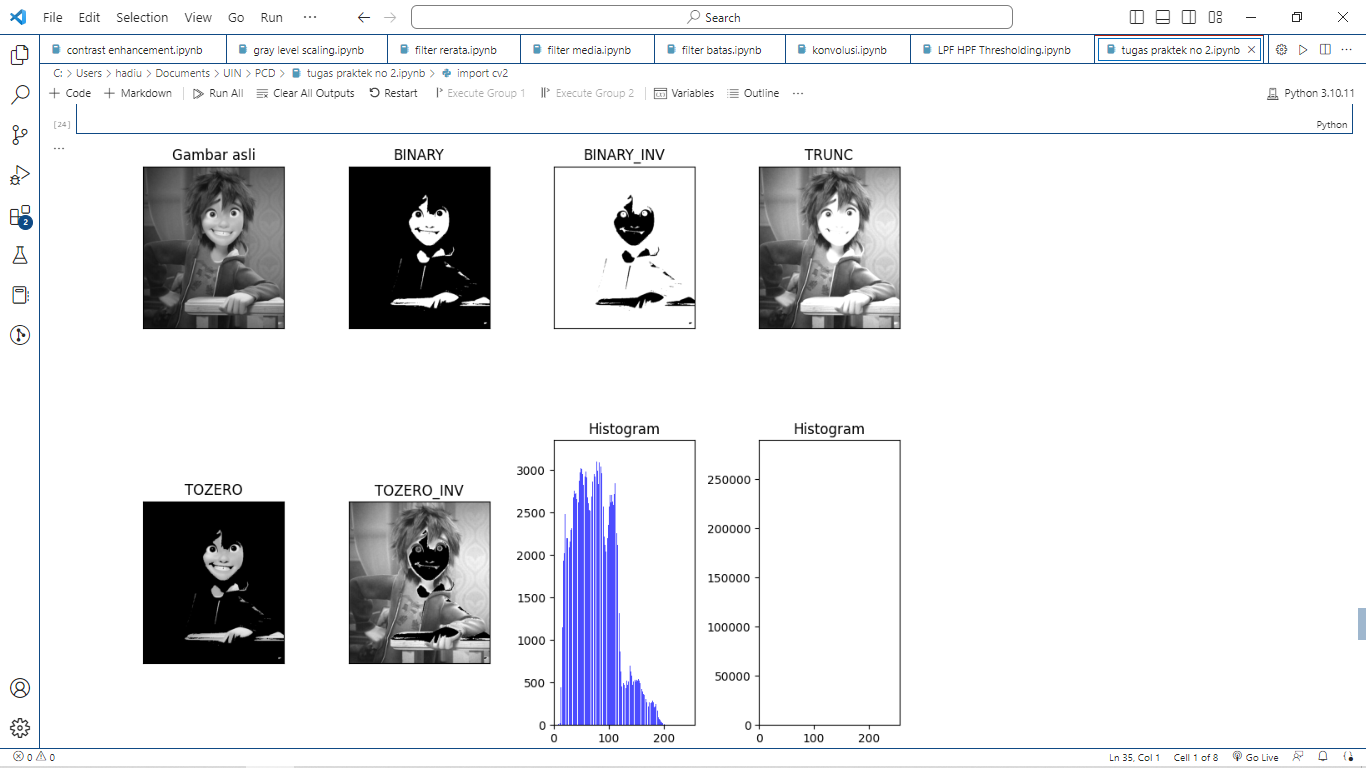 File Edit Selection View Go Run ··· Search
contrast enhancement.ipynb gray level scaling.ipynb filter rerata.ipynb filter media.ipynb filter batas.ipynb konvolusi.ipynb LPF HPF Thresholding.ipynb tugas praktek no 2.ipynb
C: > Users > hadiu > Documents > UIN > PCD > tugas praktek no 2.ipynb > import cv2
+ Code + Markdown Run All Clear All Outputs Restart Execute Group 1 Execute Group 2 Variables Outline ··· Python 3.10.11
[24] Python
...
2
Gambar asli BINARY BINARY_INV TRUNC
Histogram Histogram
TOZERO TOZERO_INV
3000
2500
2000
1500
1000
500
0
0 100 200
250000
200000
150000
100000
50000
0
0 100 200
0 0 Ln 35, Col 1 Cell 1 of 8 Go Live